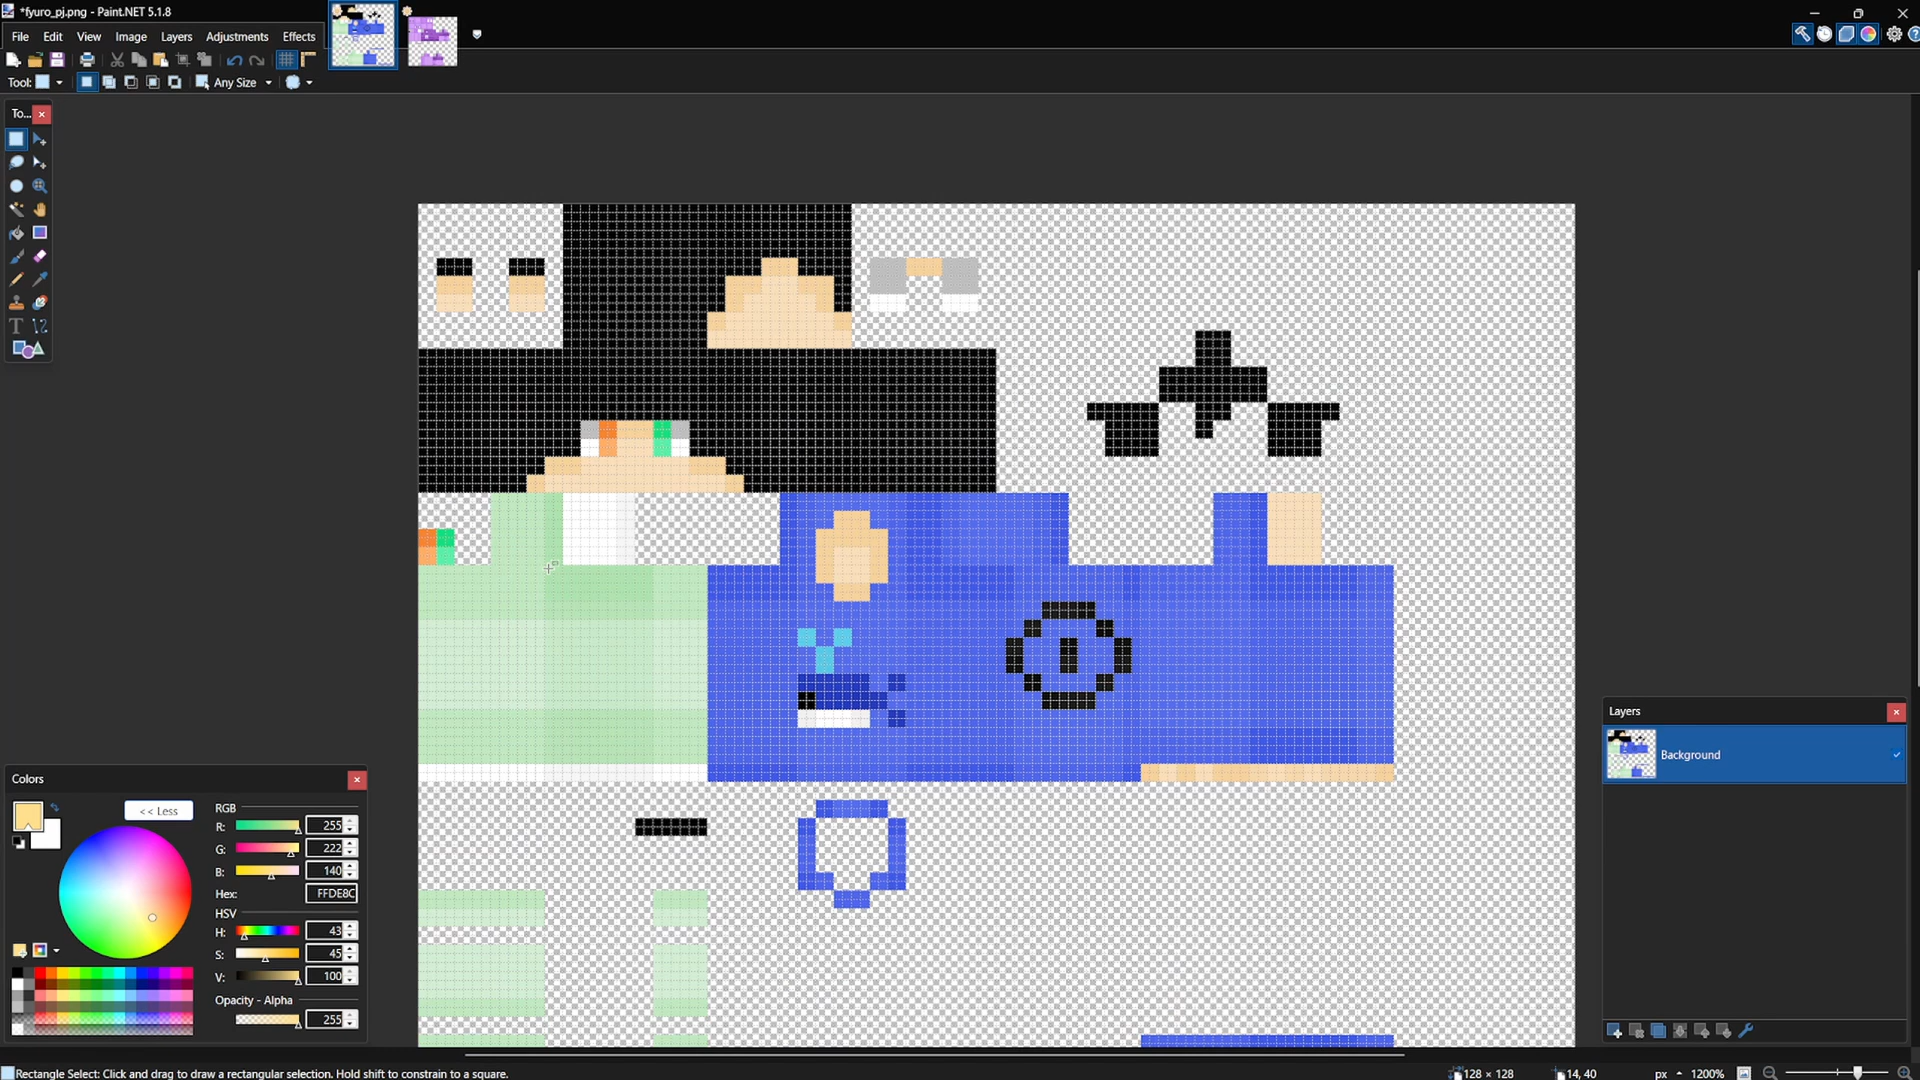 *fyuro_pj.png - Paint.NET 5.1.8
File Edit View Image Layers Adjustments Effects
Tool: Any Size
To...
Colors
<< Less
RGB
R: 255
G: 222
B: 140
Hex: FFDE8C
HSV
H: 43
S: 45
V: 100
Opacity - Alpha
255
Layers
Background
Rectangle Select: Click and drag to draw a rectangular selection. Hold shift to constrain to a square.
128 × 128
14, 40
px
1200%